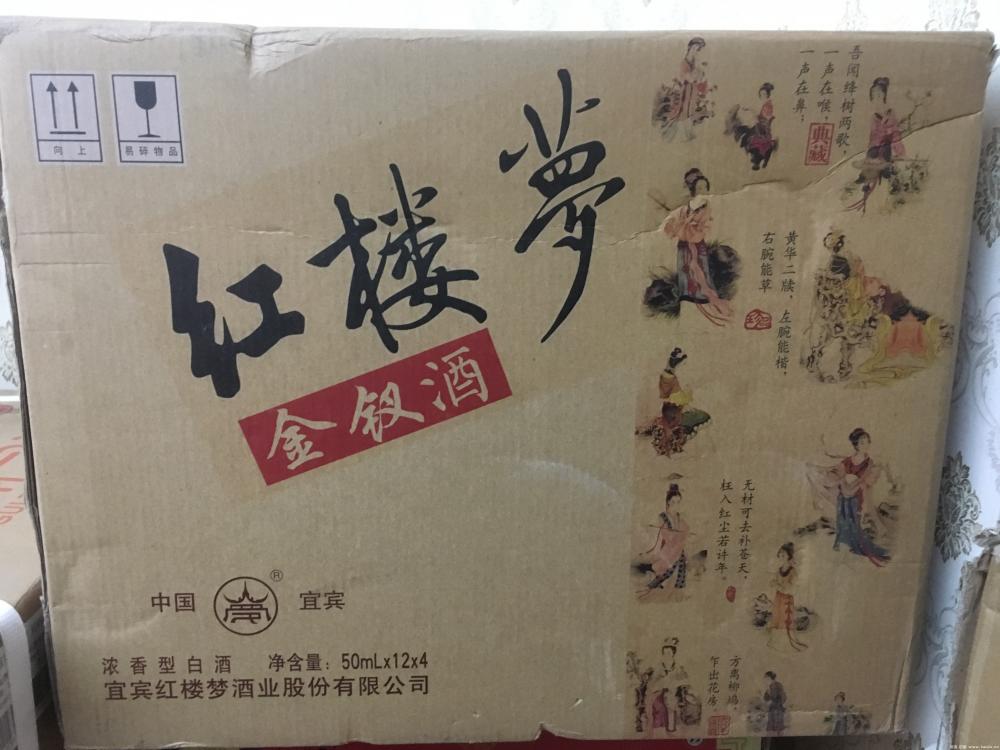 向上
易碎物品
红楼夢
金钗酒
吾闻绛树两歌，
一声在喉，
一声在鼻；
典藏
黄华二牍，左腕能楷，
右腕能草
无材可去补苍天，
枉入红尘若许年。
方离柳坞，
乍出花房
中国
®
宜宾
浓香型白酒 净含量：50mLx12x4
宜宾红楼梦酒业股份有限公司